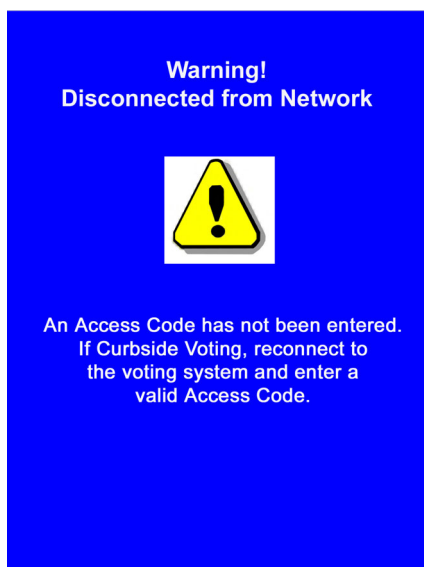 Warning!
Disconnected from Network
An Access Code has not been entered.
If Curbside Voting, reconnect to
the voting system and enter a
valid Access Code.